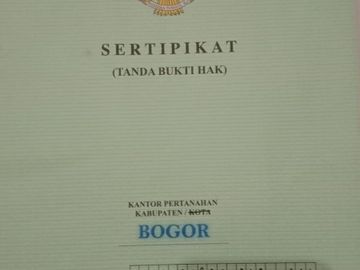 SERTIPIKAT
(TANDA BUKTI HAK)
KANTOR PERTANAHAN
KABUPATEN / KOTA
BOGOR